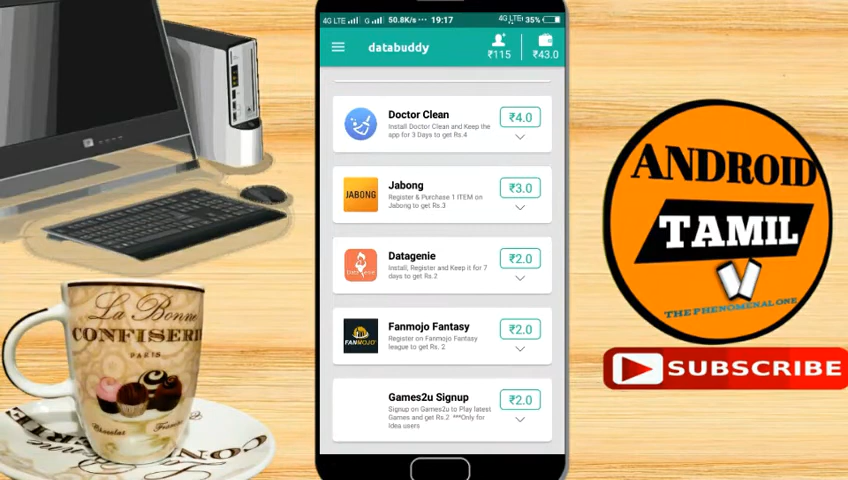 4G LTE
G
50.8K/s
19:17
4G LTE
35%
databuddy
₹115
₹43.0
Doctor Clean
Install Doctor Clean and Keep the
app for 3 Days to get Rs.4
₹4.0
Jabong
Register & Purchase 1 ITEM on
Jabong to get Rs.3
₹3.0
JABONG
Datagenie
Install, Register and Keep it for 7
days to get Rs.2
₹2.0
Fanmojo Fantasy
Register on Fanmojo Fantasy
league to get Rs. 2
₹2.0
FANMOJO
Games2u Signup
Signup on Games2u to Play latest
Games and get Rs.2 ***Only for
Idea users
₹2.0
La Bonne
CONFISERI
PARIS
Chocolat
ANDROID
TAMIL
THE PHENOMENAL ONE
SUBSCRIBE